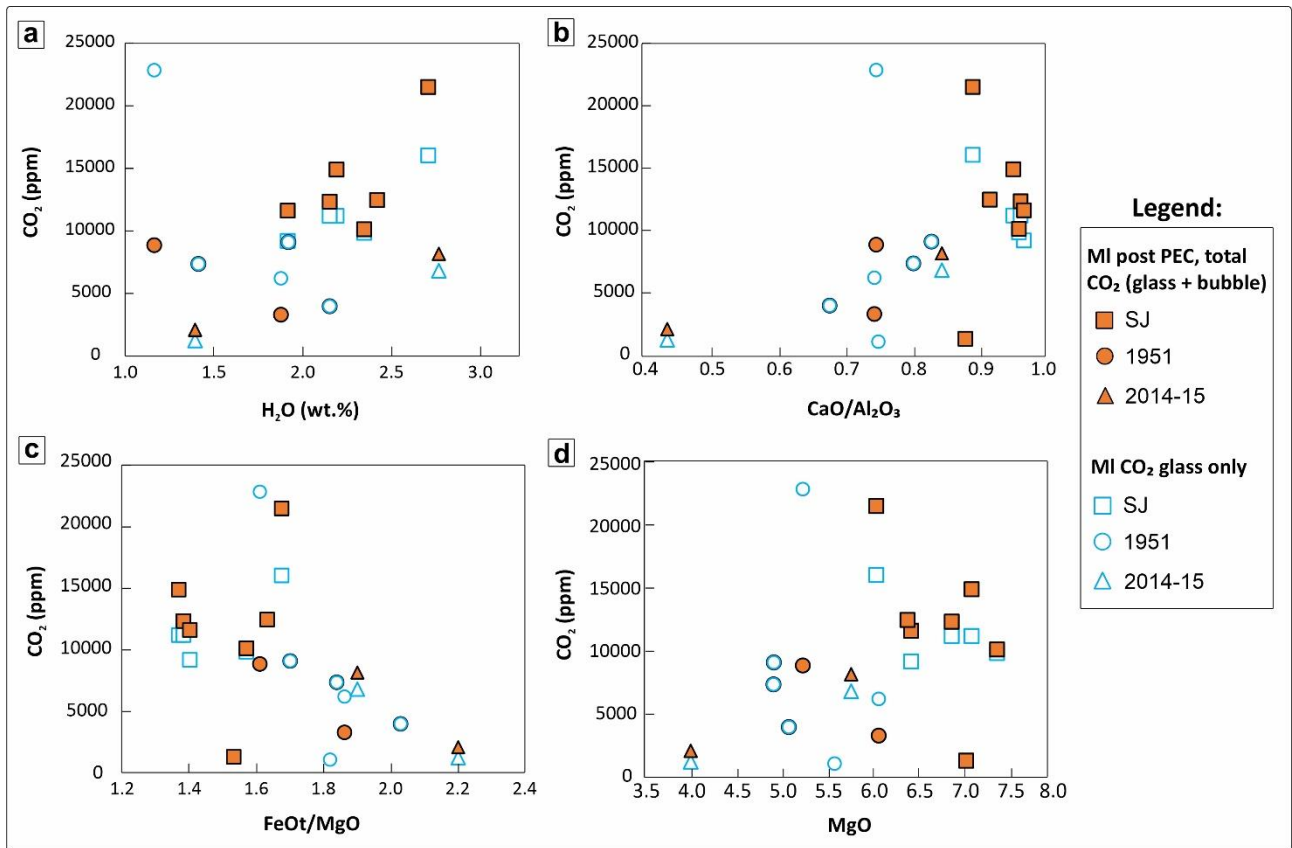 a
25000
20000
15000
10000
5000
0
CO₂ (ppm)
1.0 1.5 2.0 2.5 3.0
H₂O (wt.%)
b
25000
20000
15000
10000
5000
0
CO₂ (ppm)
0.4 0.5 0.6 0.7 0.8 0.9 1.0
CaO/Al₂O₃
c
25000
20000
15000
10000
5000
0
CO₂ (ppm)
1.2 1.4 1.6 1.8 2.0 2.2 2.4
FeOt/MgO
d
25000
20000
15000
10000
5000
0
CO₂ (ppm)
3.5 4.0 4.5 5.0 5.5 6.0 6.5 7.0 7.5 8.0
MgO
Legend:
MI post PEC, total
CO₂ (glass + bubble)
SJ
1951
2014-15
MI CO₂ glass only
SJ
1951
2014-15